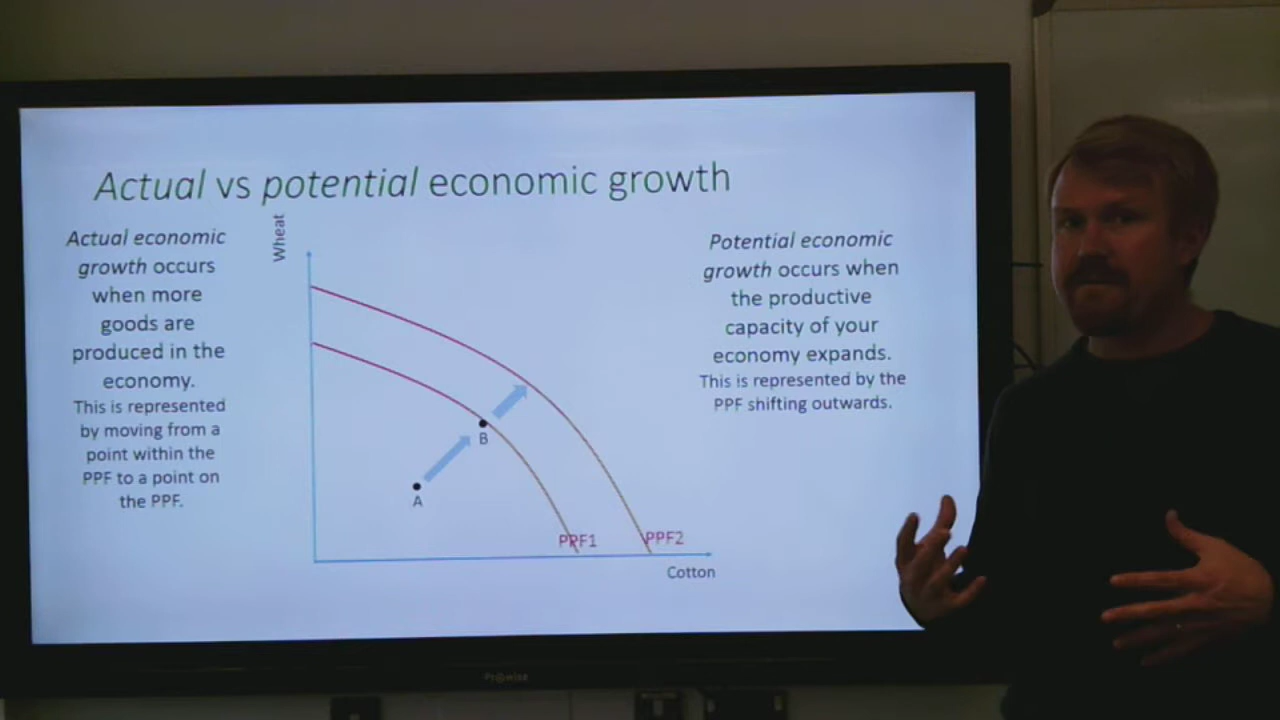 Actual vs potential economic growth
Actual economic
growth occurs
when more
goods are
produced in the
economy.
This is represented
by moving from a
point within the
PPF to a point on
the PPF.
Wheat
A
B
PPF1
PPF2
Cotton
Potential economic
growth occurs when
the productive
capacity of your
economy expands.
This is represented by the
PPF shifting outwards.
Prowise